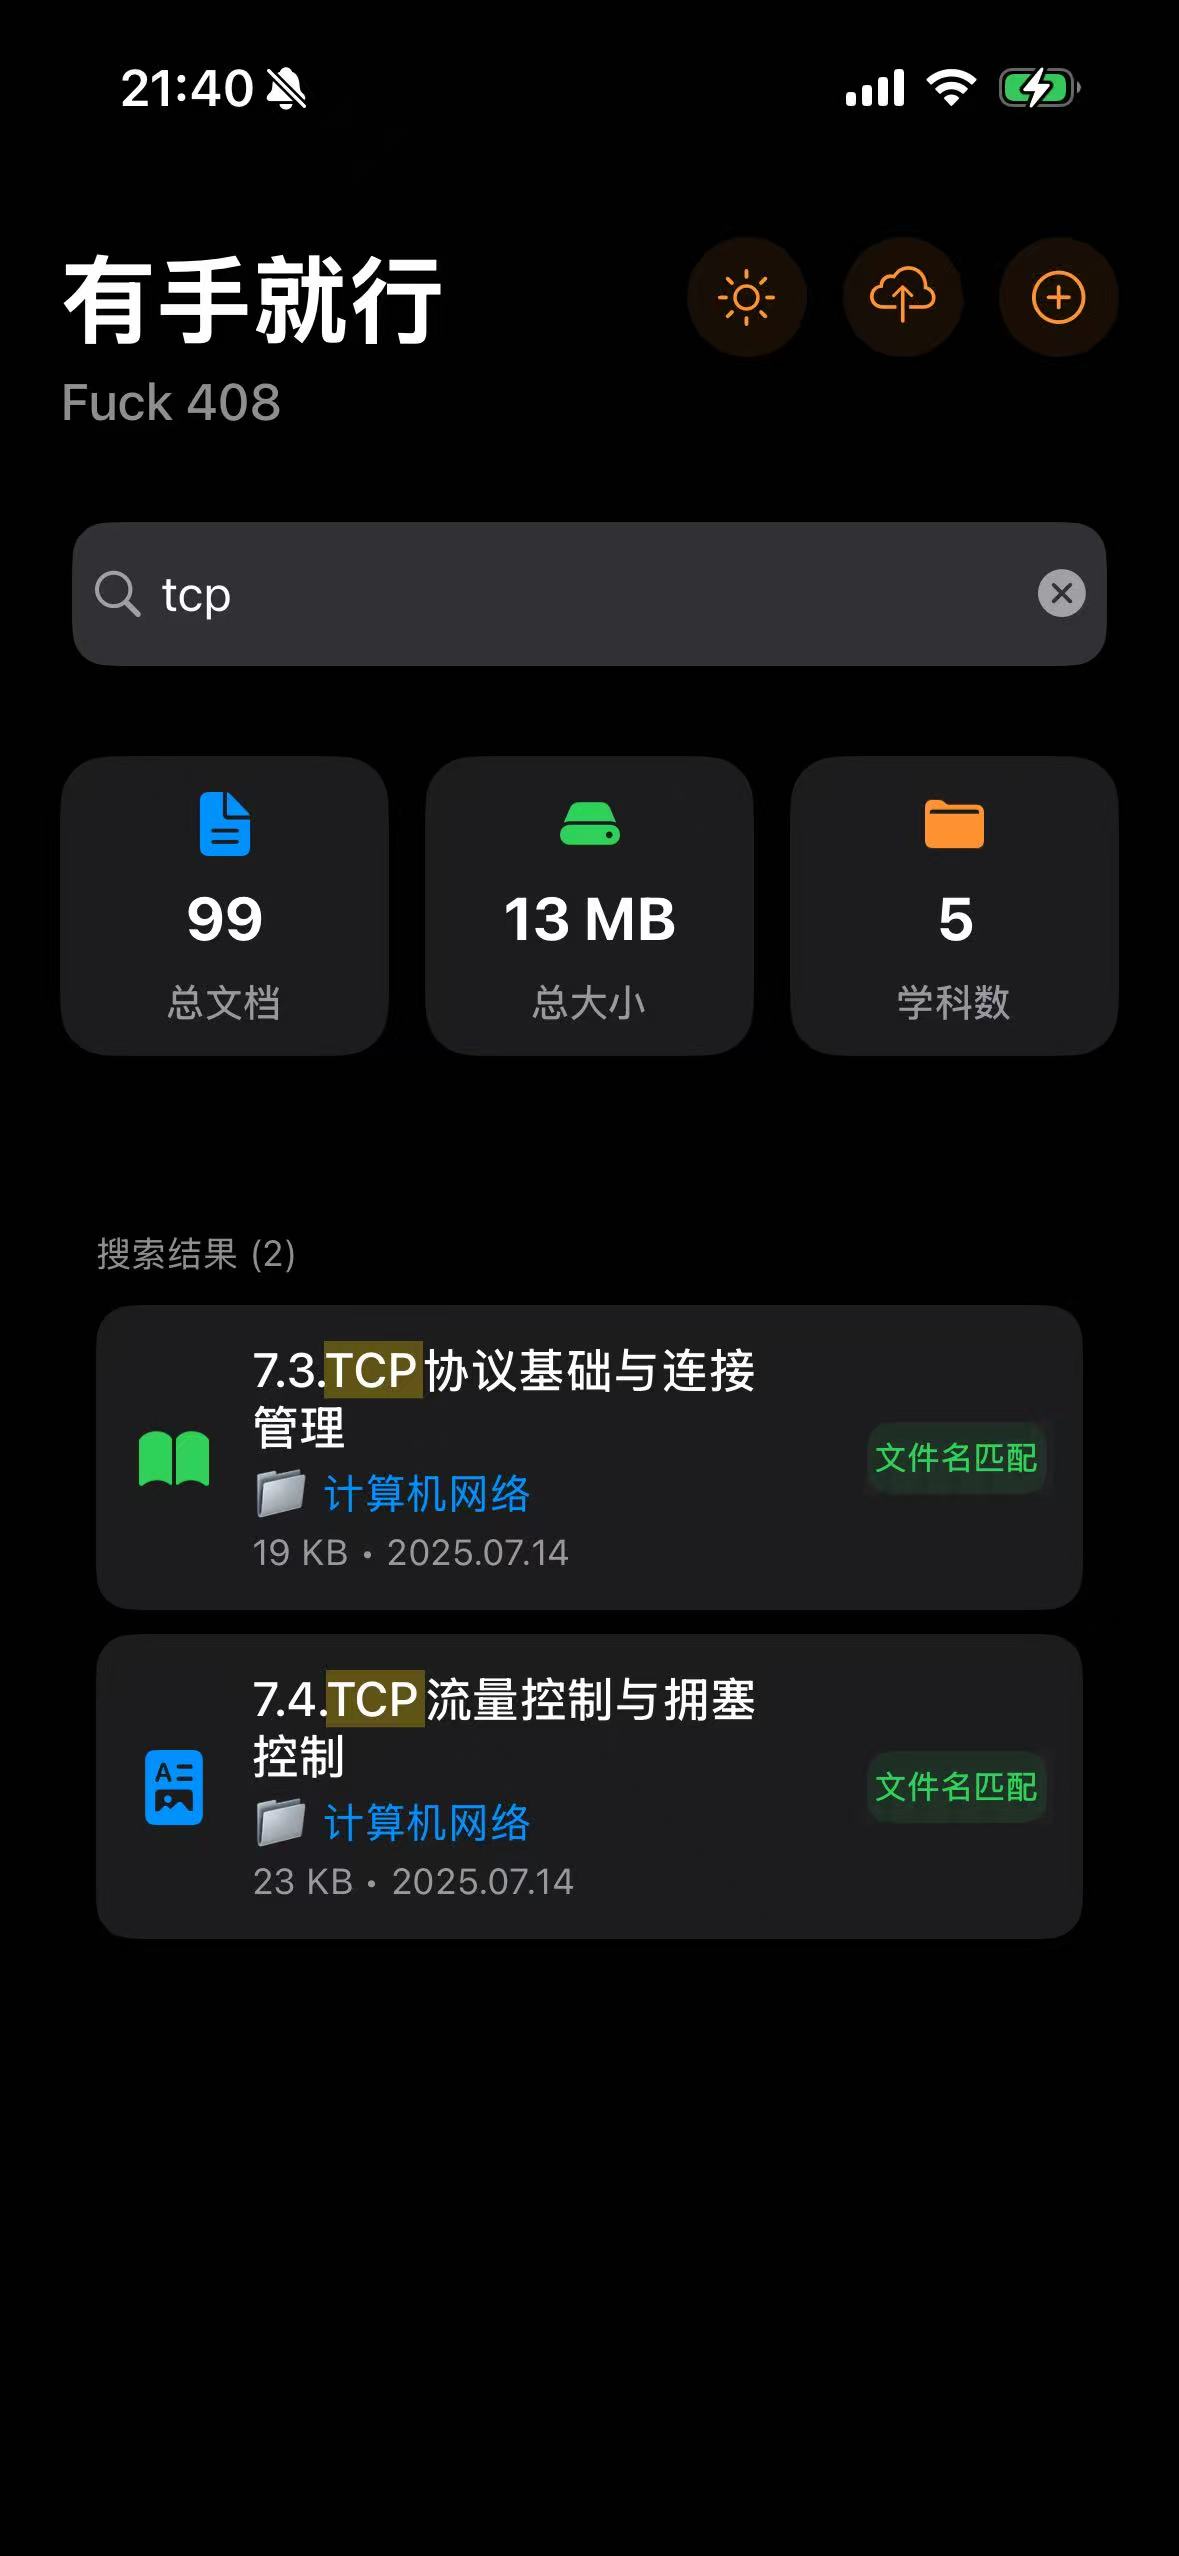 21:40
有手就行
Fuck 408
tcp
99
13 MB
5
总文档
总大小
学科数
搜索结果 (2)
7.3.TCP协议基础与连接
管理
文件名匹配
计算机网络
19 KB • 2025.07.14
7.4.TCP流量控制与拥塞
控制
文件名匹配
计算机网络
23 KB • 2025.07.14